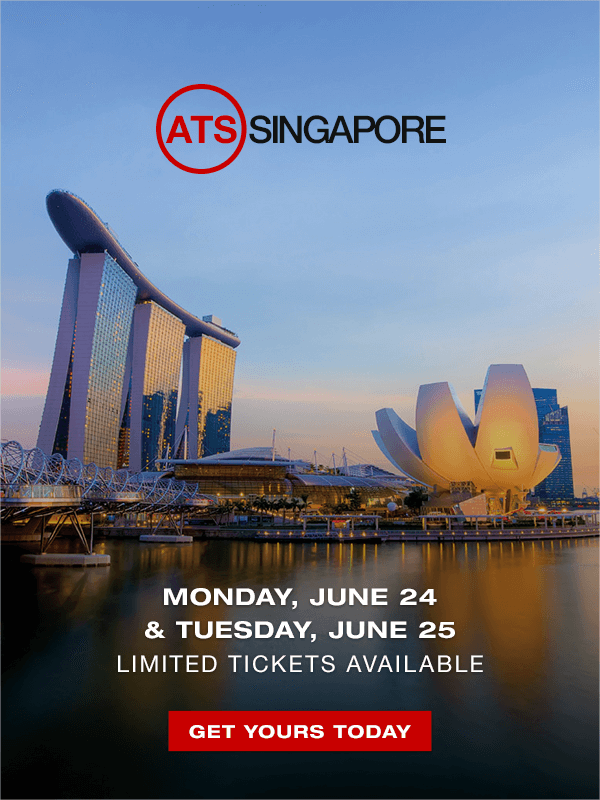 ATS SINGAPORE
MONDAY, JUNE 24
& TUESDAY, JUNE 25
LIMITED TICKETS AVAILABLE
GET YOURS TODAY